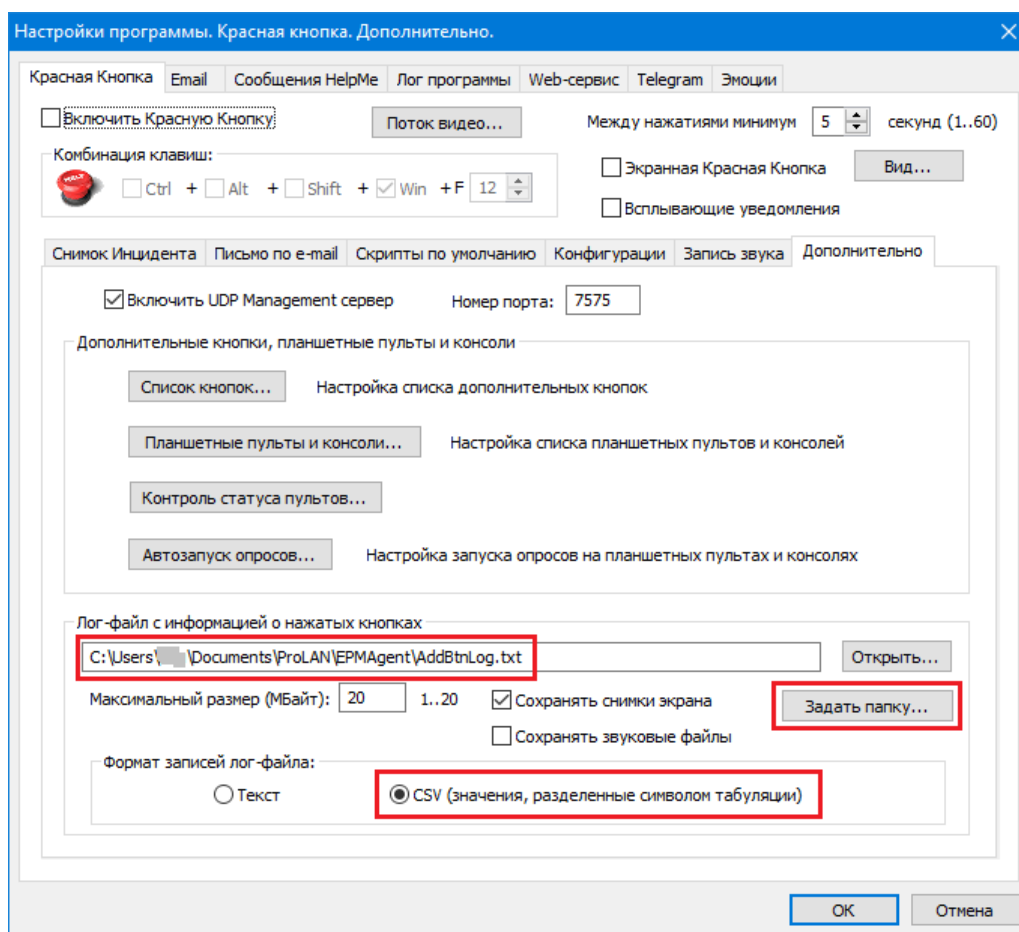 Настройки программы. Красная кнопка. Дополнительно.
Красная Кнопка Email Сообщения HelpMe Лог программы Web-сервис Telegram Эмоции
Включить Красную Кнопку Поток видео... Между нажатиями минимум 5 секунд (1..60)
Комбинация клавиш:
Экранная Красная Кнопка Вид...
HALT Ctrl + Alt + Shift + Win + F 12
Всплывающие уведомления
Снимок Инцидента Письмо по e-mail Скрипты по умолчанию Конфигурации Запись звука Дополнительно
Включить UDP Management сервер Номер порта: 7575
Дополнительные кнопки, планшетные пульты и консоли
Список кнопок... Настройка списка дополнительных кнопок
Планшетные пульты и консоли... Настройка списка планшетных пультов и консолей
Контроль статуса пультов...
Автозапуск опросов... Настройка запуска опросов на планшетных пультах и консолях
Лог-файл с информацией о нажатых кнопках
C:\Users\ \Documents\ProLAN\EPMAgent\AddBtnLog.txt Открыть...
Максимальный размер (МБайт): 20 1..20 Сохранять снимки экрана Задать папку...
Сохранять звуковые файлы
Формат записей лог-файла:
Текст CSV (значения, разделенные символом табуляции)
OK Отмена